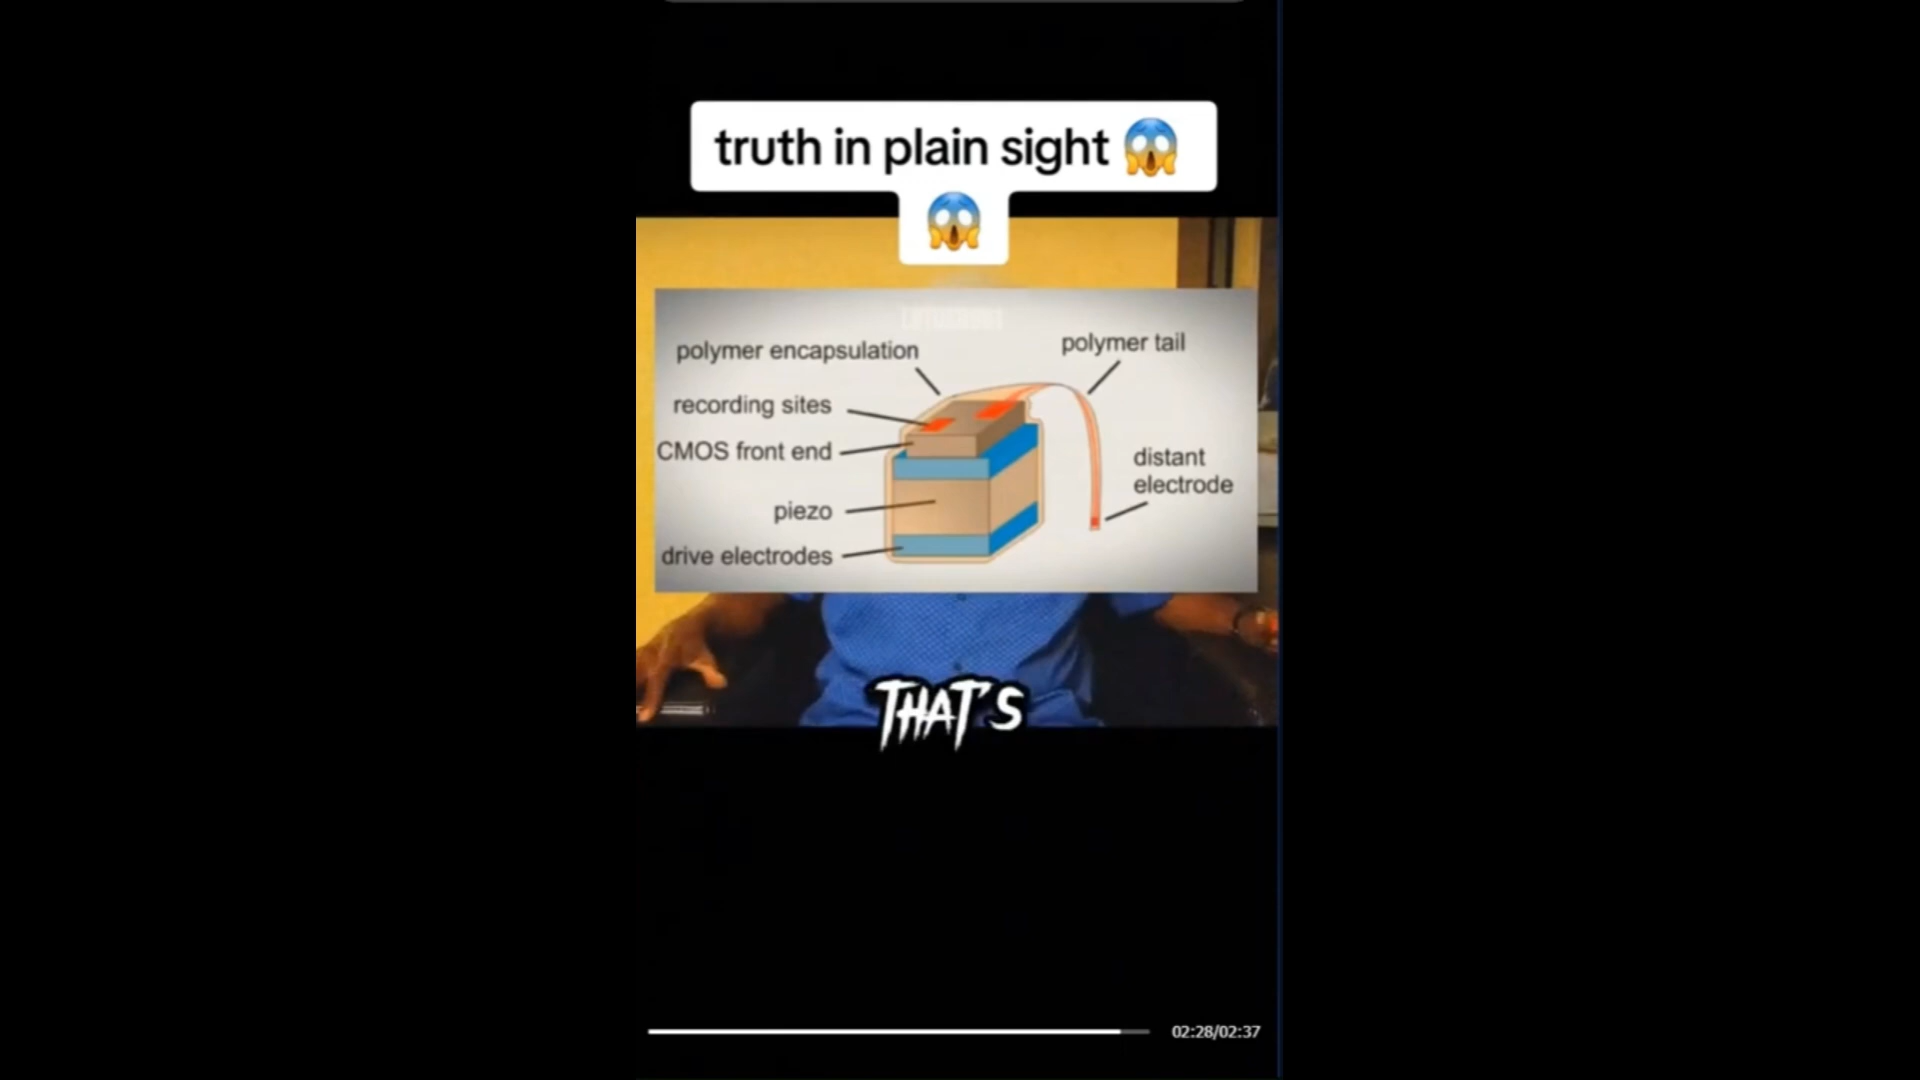 truth in plain sight 😱
😱
polymer encapsulation
polymer tail
recording sites
CMOS front end
distant
electrode
piezo
drive electrodes
THAT'S
02:28/02:37